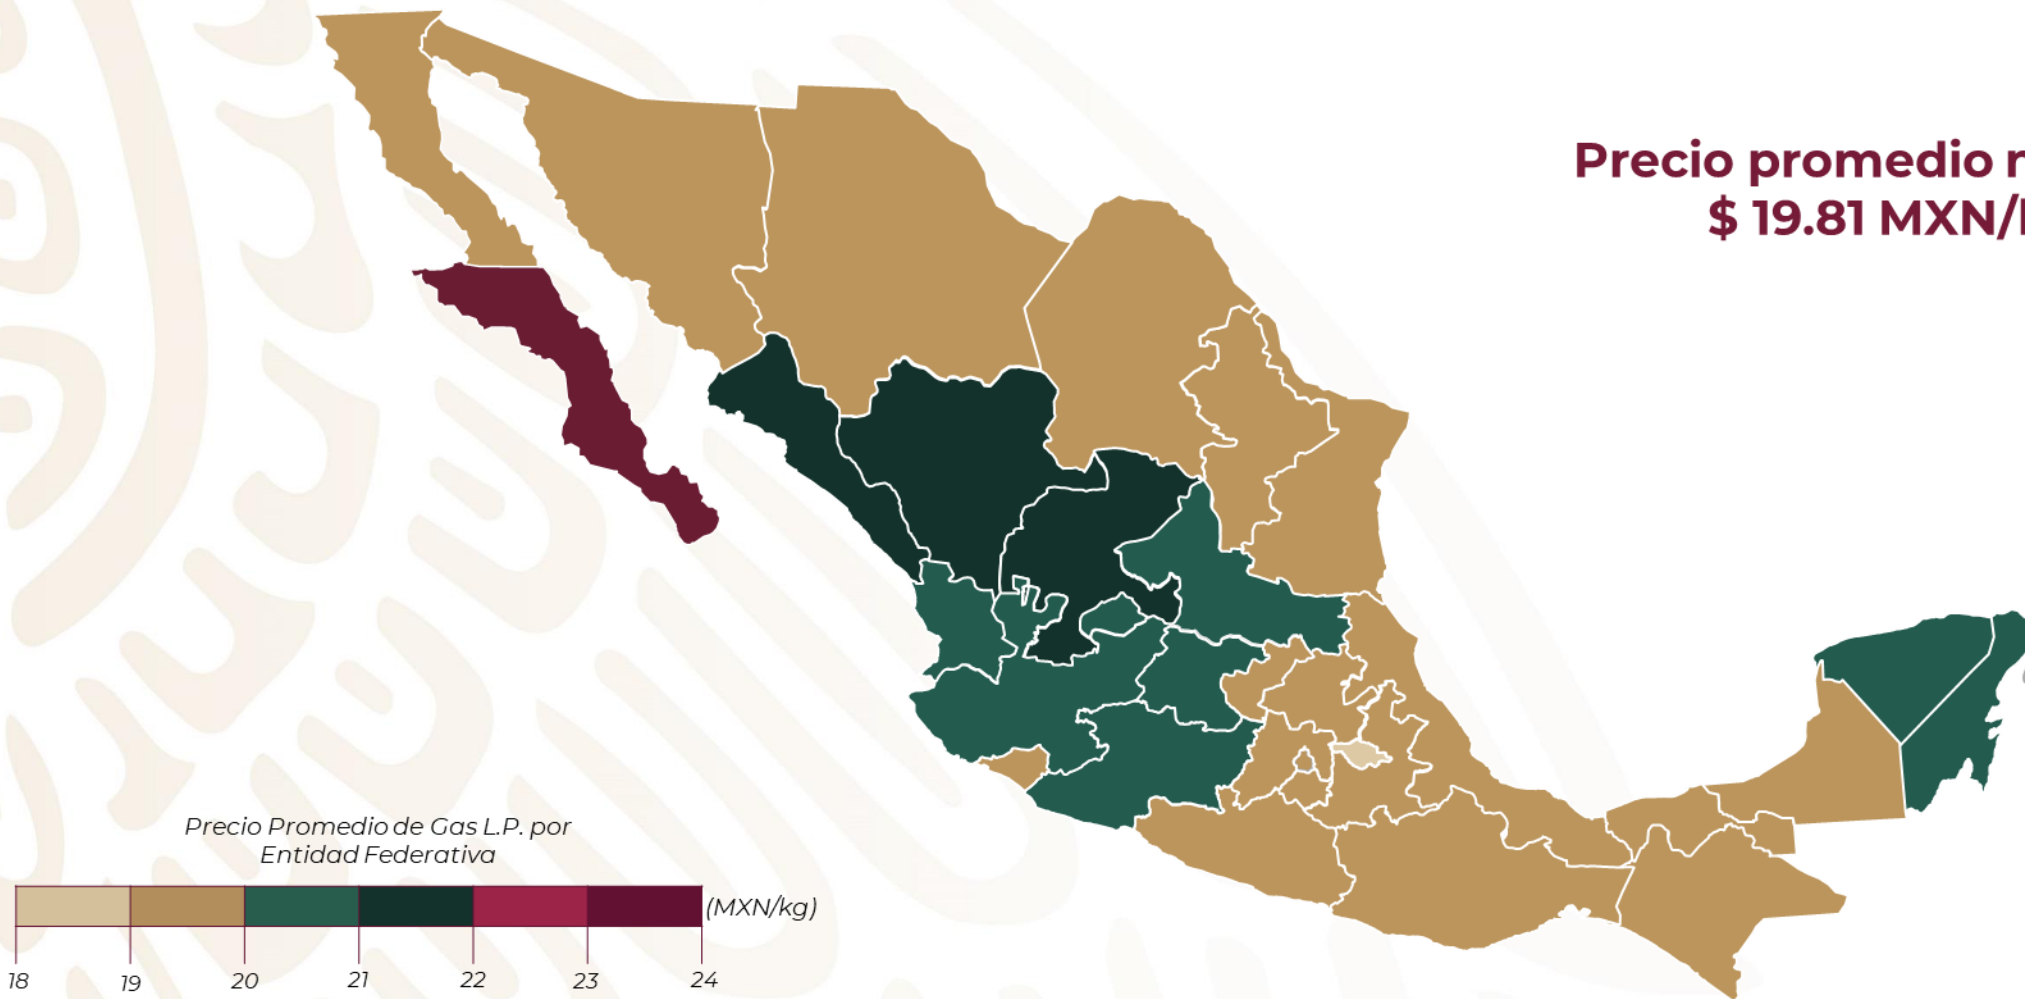 Precio promedio
$ 19.81 MXN/
Precio Promedio de Gas L.P. por
Entidad Federativa
(MXN/kg)
18 19 20 21 22 23 24